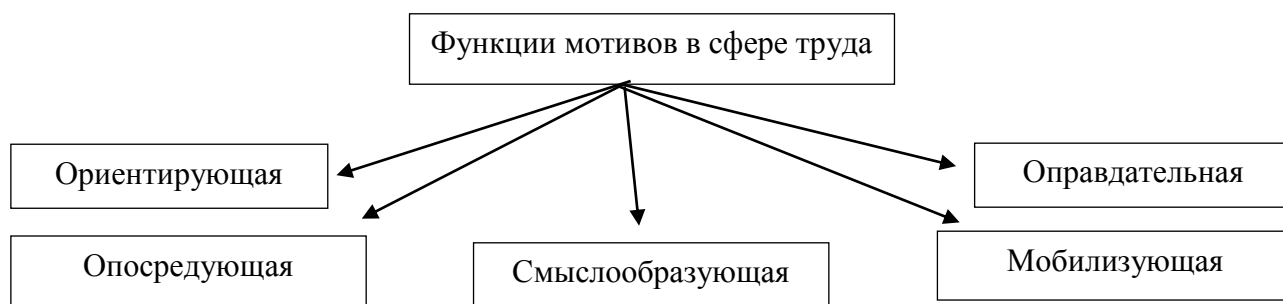 Функции мотивов в сфере труда
Ориентирующая
Оправдательная
Опосредующая
Смыслообразующая
Мобилизующая